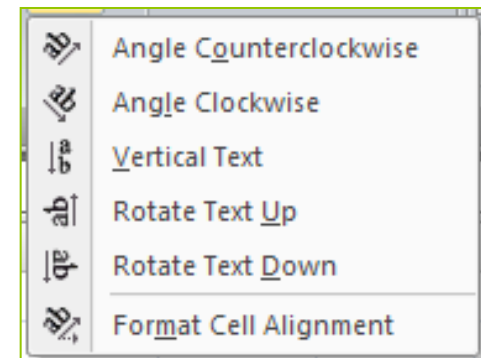 Angle Counterclockwise
Angle Clockwise
Vertical Text
Rotate Text Up
Rotate Text Down
Format Cell Alignment